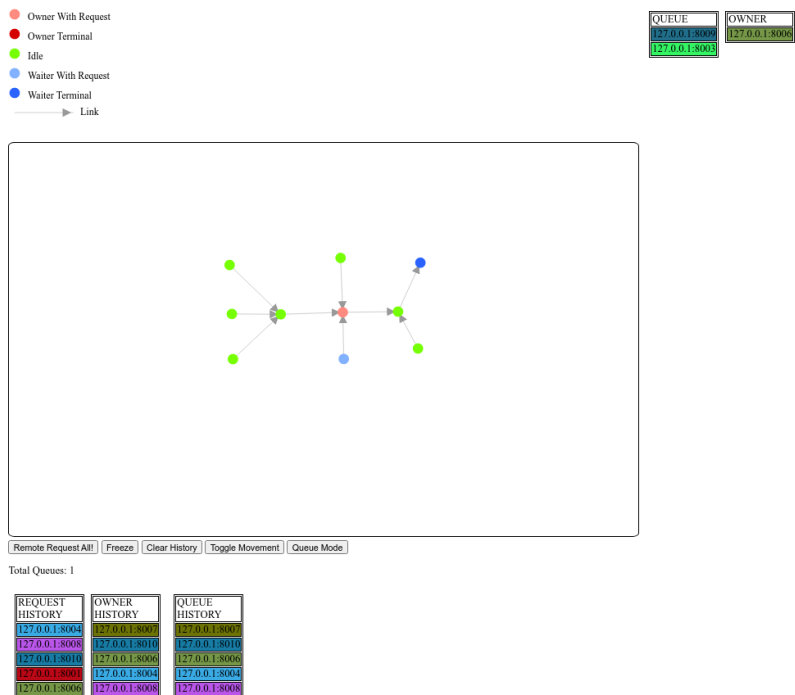 Owner With Request
Owner Terminal
Idle
Waiter With Request
Waiter Terminal
Link
QUEUE
127.0.0.1:8009
127.0.0.1:8003
OWNER
127.0.0.1:8006
Remote Request All! Freeze Clear History Toggle Movement Queue Mode
Total Queues: 1
REQUEST HISTORY
127.0.0.1:8004
127.0.0.1:8008
127.0.0.1:8010
127.0.0.1:8001
127.0.0.1:8006
OWNER HISTORY
127.0.0.1:8007
127.0.0.1:8010
127.0.0.1:8006
127.0.0.1:8004
127.0.0.1:8008
QUEUE HISTORY
127.0.0.1:8007
127.0.0.1:8010
127.0.0.1:8006
127.0.0.1:8004
127.0.0.1:8008